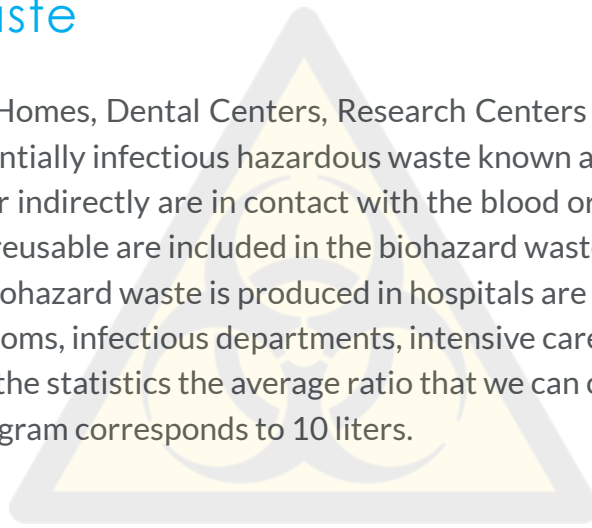 aste
Homes, Dental Centers, Research Centers
entially infectious hazardous waste known a
r indirectly are in contact with the blood or
reusable are included in the biohazard wast
iohazard waste is produced in hospitals are
oms, infectious departments, intensive care
the statistics the average ratio that we can c
gram corresponds to 10 liters.